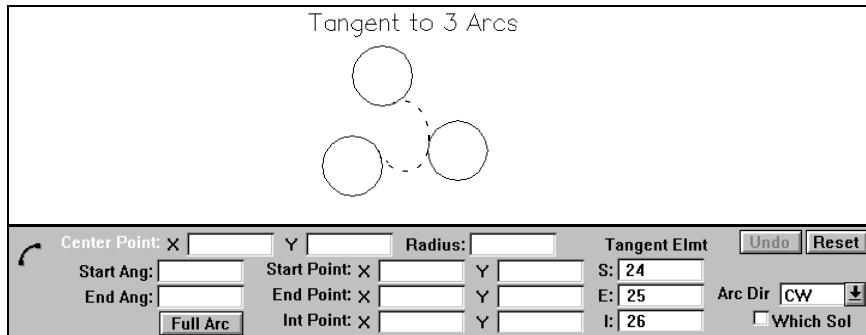 Tangent to 3 Arcs
Center Point: X Y Radius: Tangent Elmt Undo Reset
Start Ang: Start Point: X Y S: 24
End Ang: End Point: X Y E: 25 Arc Dir CW
Full Arc Int Point: X Y I: 26 Which Sol